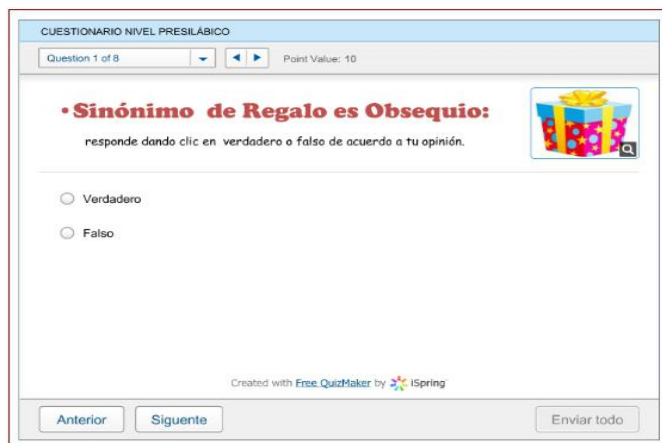 CUESTIONARIO NIVEL PRESILÁBICO
Question 1 of 8 Point Value: 10
•Sinónimo de Regalo es Obsequio:
responde dando clic en verdadero o falso de acuerdo a tu opinión.
Verdadero
Falso
Created with Free QuizMaker by iSpring
Anterior Siguente Enviar todo